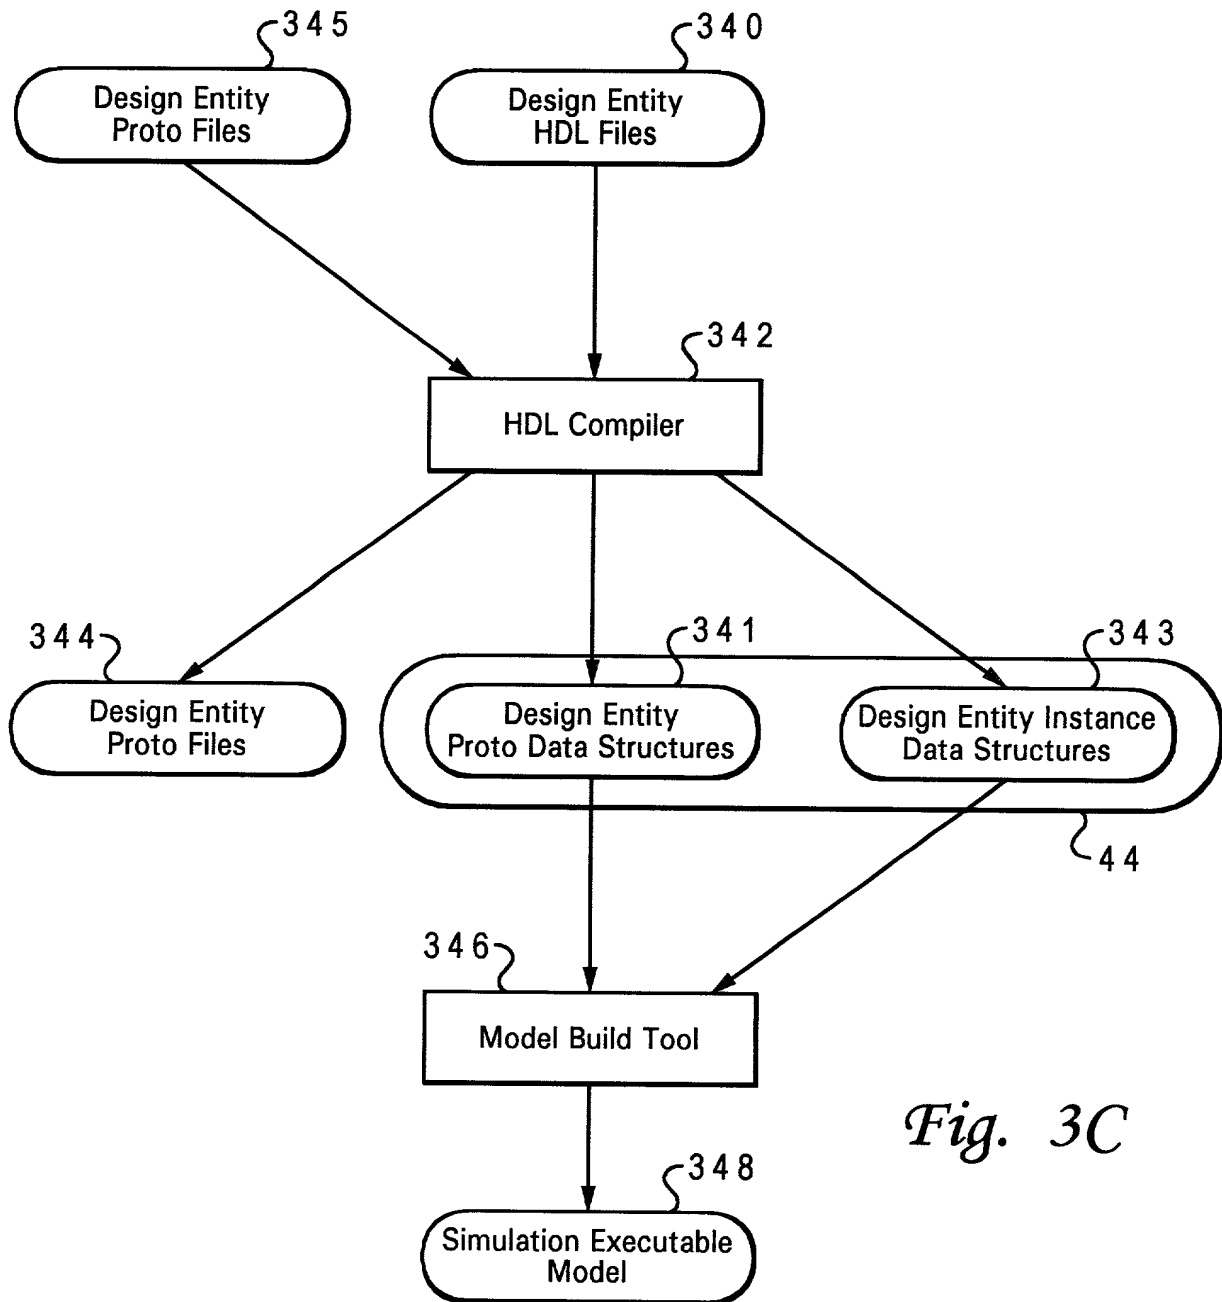 345
340
Design Entity
Proto Files
Design Entity
HDL Files
342
HDL Compiler
344
341
343
Design Entity
Proto Files
Design Entity
Proto Data Structures
Design Entity Instance
Data Structures
44
346
Model Build Tool
Fig. 3C
348
Simulation Executable
Model